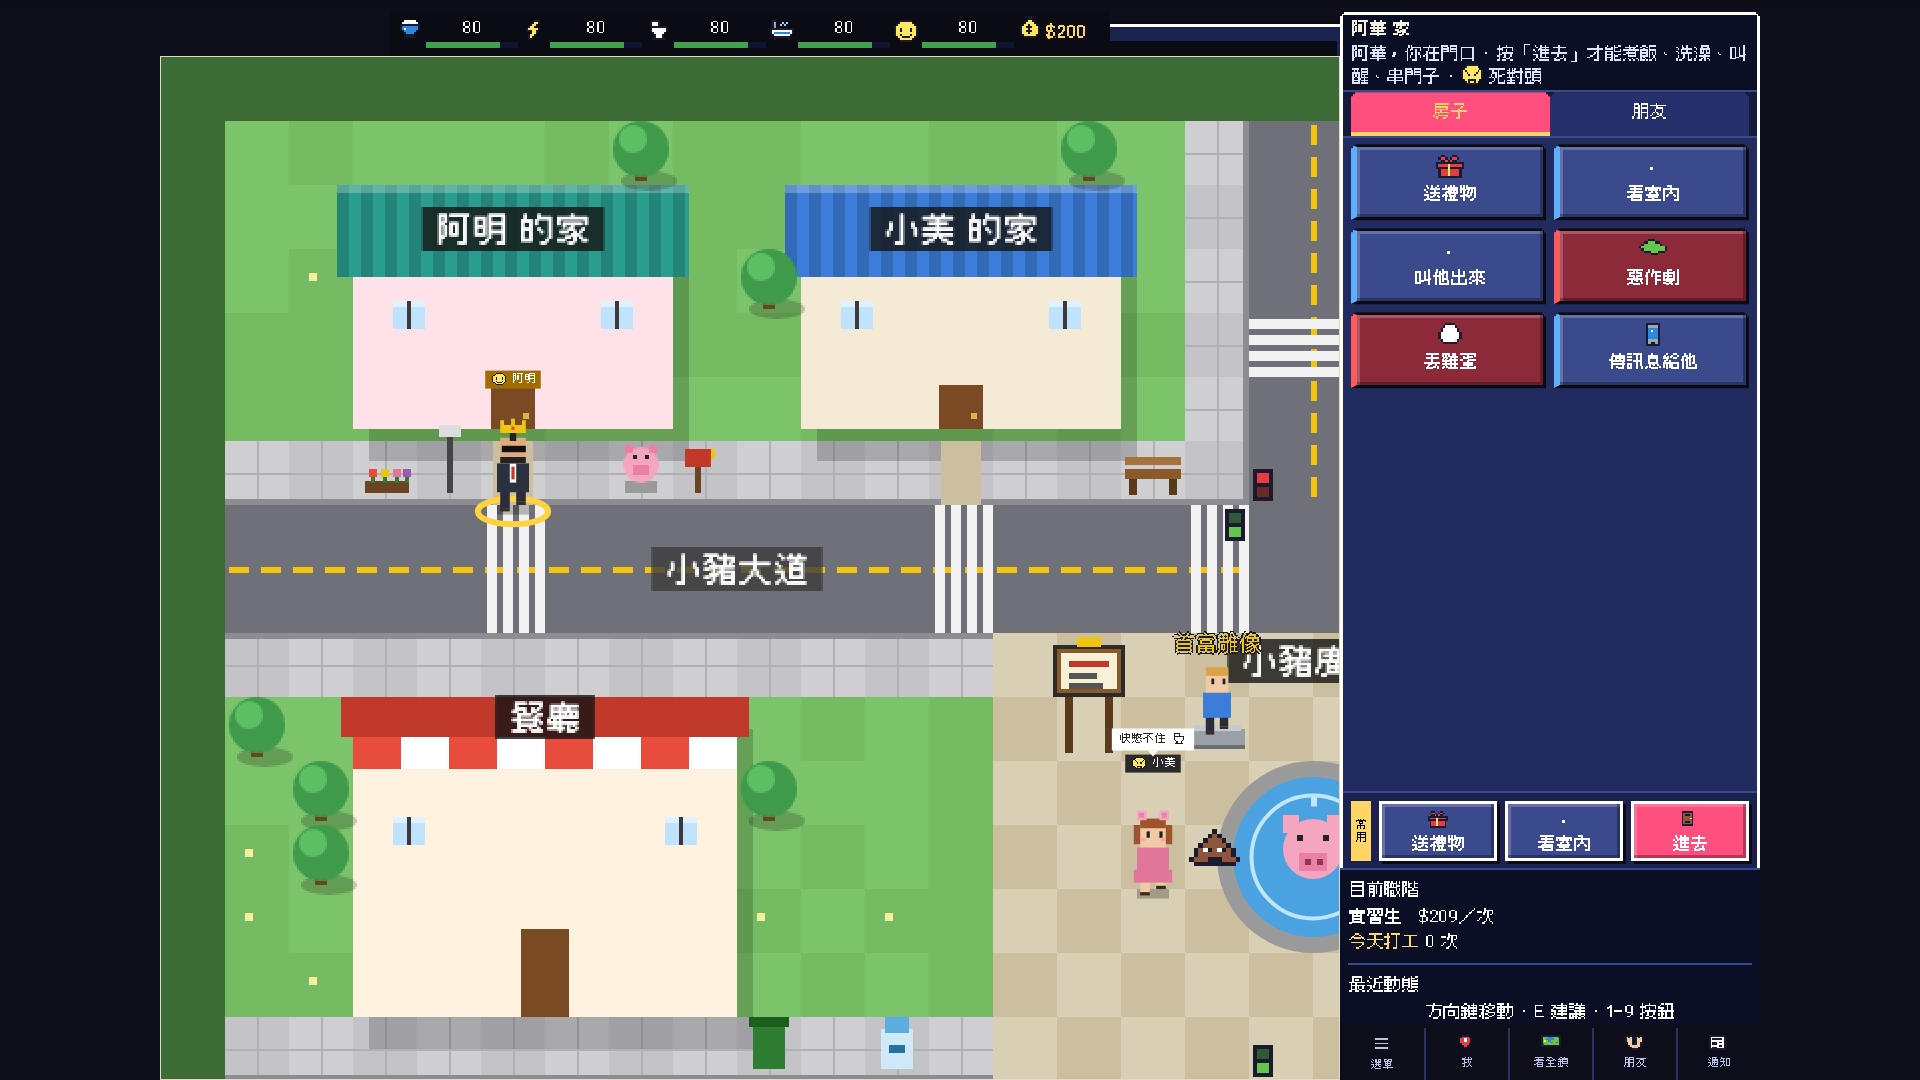 80
80
80
80
80
$200
阿明 的家
小美 的家
阿明
小豬大道
餐廳
首富雕像
小豬
快憋不住
小美
阿華 家
阿華，你在門口 · 按「進去」才能煮飯、洗澡、叫
醒、串門子 · 死對頭
房子
朋友
送禮物
看室內
叫他出來
惡作劇
丟雞蛋
傳訊息給他
常用
送禮物
看室內
進去
目前職階
實習生 $209／次
今天打工 0 次
最近動態
方向鍵移動 · E 建議 · 1-9 按鈕
選單
我
看全鎮
朋友
通知